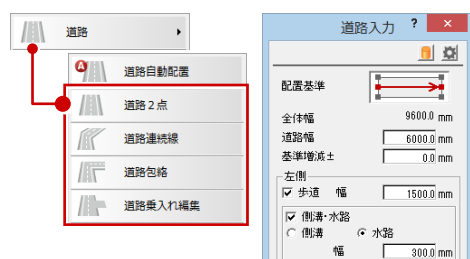 道路
道路自動配置
道路2点
道路連続線
道路包絡
道路乗入れ編集
道路入力 ? ×
配置基準
全体幅 9600.0 mm
道路幅 6000.0 mm
基準増減± 0.0 mm
左側
歩道 幅 1500.0 mm
側溝・水路
側溝 水路
幅 300.0 mm